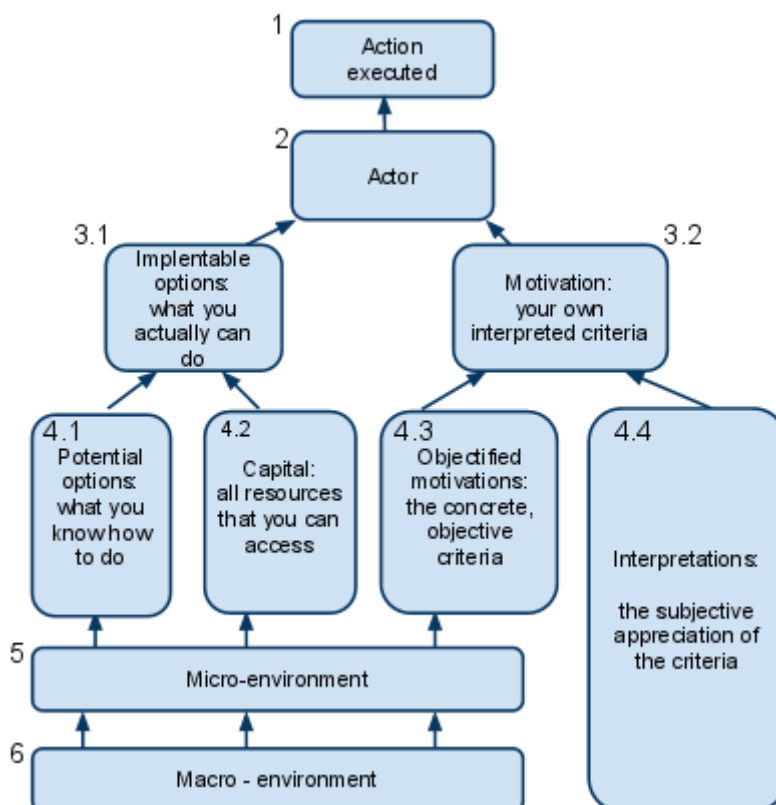 1
Action
executed
2
Actor
3.1
3.2
Implentable
options:
what you
actually can
do
Motivation:
your own
interpreted criteria
4.1
Potential
options:
what you
know how
to do
4.2
Capital:
all resources
that you can
access
4.3
Objectified
motivations:
the concrete,
objective
criteria
4.4
Interpretations:
the subjective
appreciation of
the criteria
5
Micro-environment
6
Macro - environment